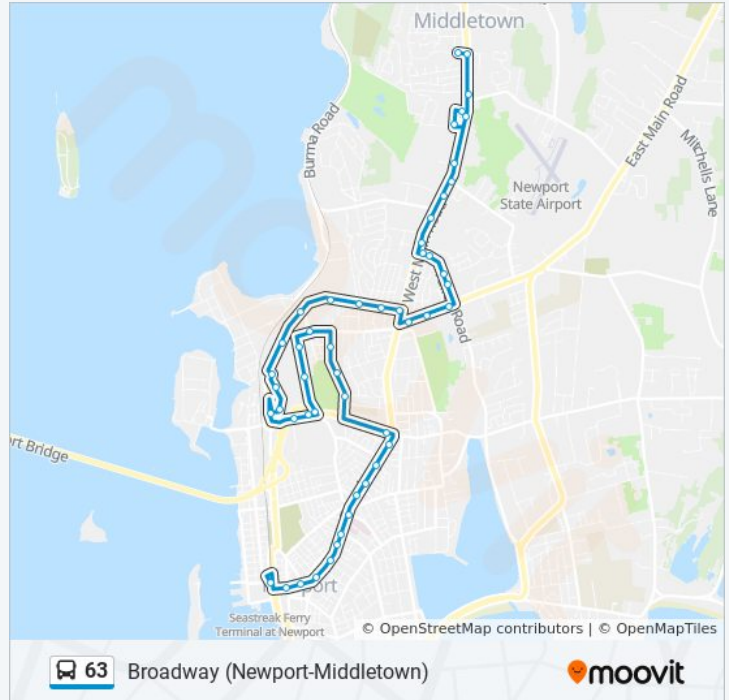 Middletown
Burma Road
East Main Road
Mitchells Lane
Newport
State Airport
West M
Road
rt Bridge
port
Seastreak Ferry
Terminal at Newport
© OpenStreetMap contributors | © OpenMapTiles
63 Broadway (Newport-Middletown)
moovit